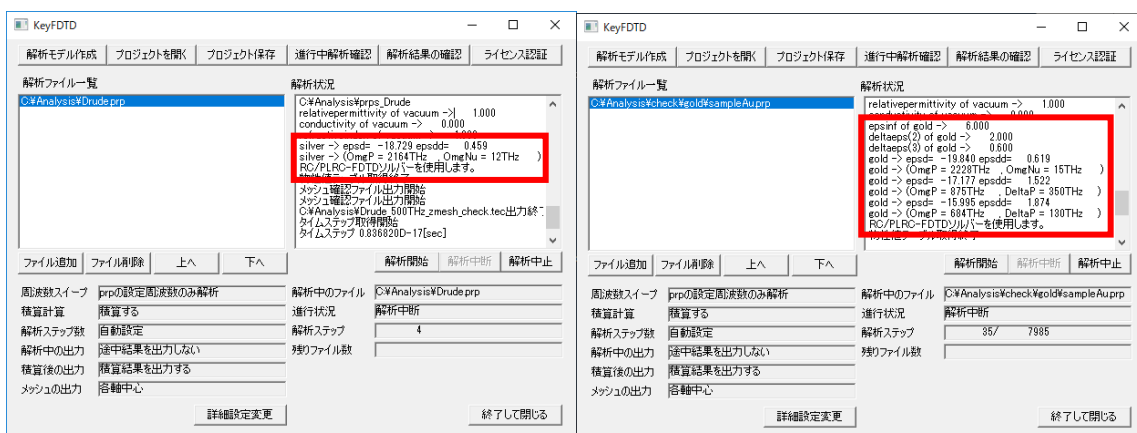 KeyFDTD
解析モデル作成 プロジェクトを開く プロジェクト保存 進行中解析確認 解析結果の確認 ライセンス認証
解析ファイル一覧
C:¥Analysis¥Drude.prp
解析状況
C:¥Analysis¥prps_Drude
relativepermittivity of vacuum -> 1.000
conductivity of vacuum -> 0.000
silver -> epsd= -18.729 epsdd= 0.459
silver -> (OmgP = 2164THz , OmgNu = 12THz )
RC/PLRC-FDTDソルバーを使用します。
物性値テーブル取得終了
メッシュ確認ファイル出力開始
メッシュ確認ファイル出力開始
C:¥Analysis¥Drude_500THz_zmesh_check.tec出力終了
タイムステップ取得開始
タイムステップ 0.836820D-17[sec]
ファイル追加 ファイル削除 上へ 下へ
解析開始 解析中断 解析中止
周波数スイープ prpの設定周波数のみ解析
積算計算 積算する
解析ステップ数 自動設定
解析中の出力 途中結果を出力しない
積算後の出力 積算結果を出力する
メッシュの出力 各軸中心
解析中のファイル C:¥Analysis¥Drude.prp
進行状況 解析中断
解析ステップ 4
残りファイル数
詳細設定変更
終了して閉じる
KeyFDTD
解析モデル作成 プロジェクトを開く プロジェクト保存 進行中解析確認 解析結果の確認 ライセンス認証
解析ファイル一覧
C:¥Analysis¥check¥gold¥sampleAu.prp
解析状況
relativepermittivity of vacuum -> 1.000
epsinf of gold -> 6.000
deltaeps(2) of gold -> 2.000
deltaeps(3) of gold -> 0.600
gold -> epsd= -19.840 epsdd= 0.619
gold -> (OmgP = 2228THz , OmgNu = 15THz )
gold -> epsd= -17.177 epsdd= 1.522
gold -> (OmgP = 875THz , DeltaP = 350THz )
gold -> epsd= -15.995 epsdd= 1.874
gold -> (OmgP = 684THz , DeltaP = 130THz )
RC/PLRC-FDTDソルバーを使用します。
ファイル追加 ファイル削除 上へ 下へ
解析開始 解析中断 解析中止
周波数スイープ prpの設定周波数のみ解析
積算計算 積算する
解析ステップ数 自動設定
解析中の出力 途中結果を出力しない
積算後の出力 積算結果を出力する
メッシュの出力 各軸中心
解析中のファイル C:¥Analysis¥check¥gold¥sampleAu.prp
進行状況 解析中断
解析ステップ 35/ 7985
残りファイル数
詳細設定変更
終了して閉じる